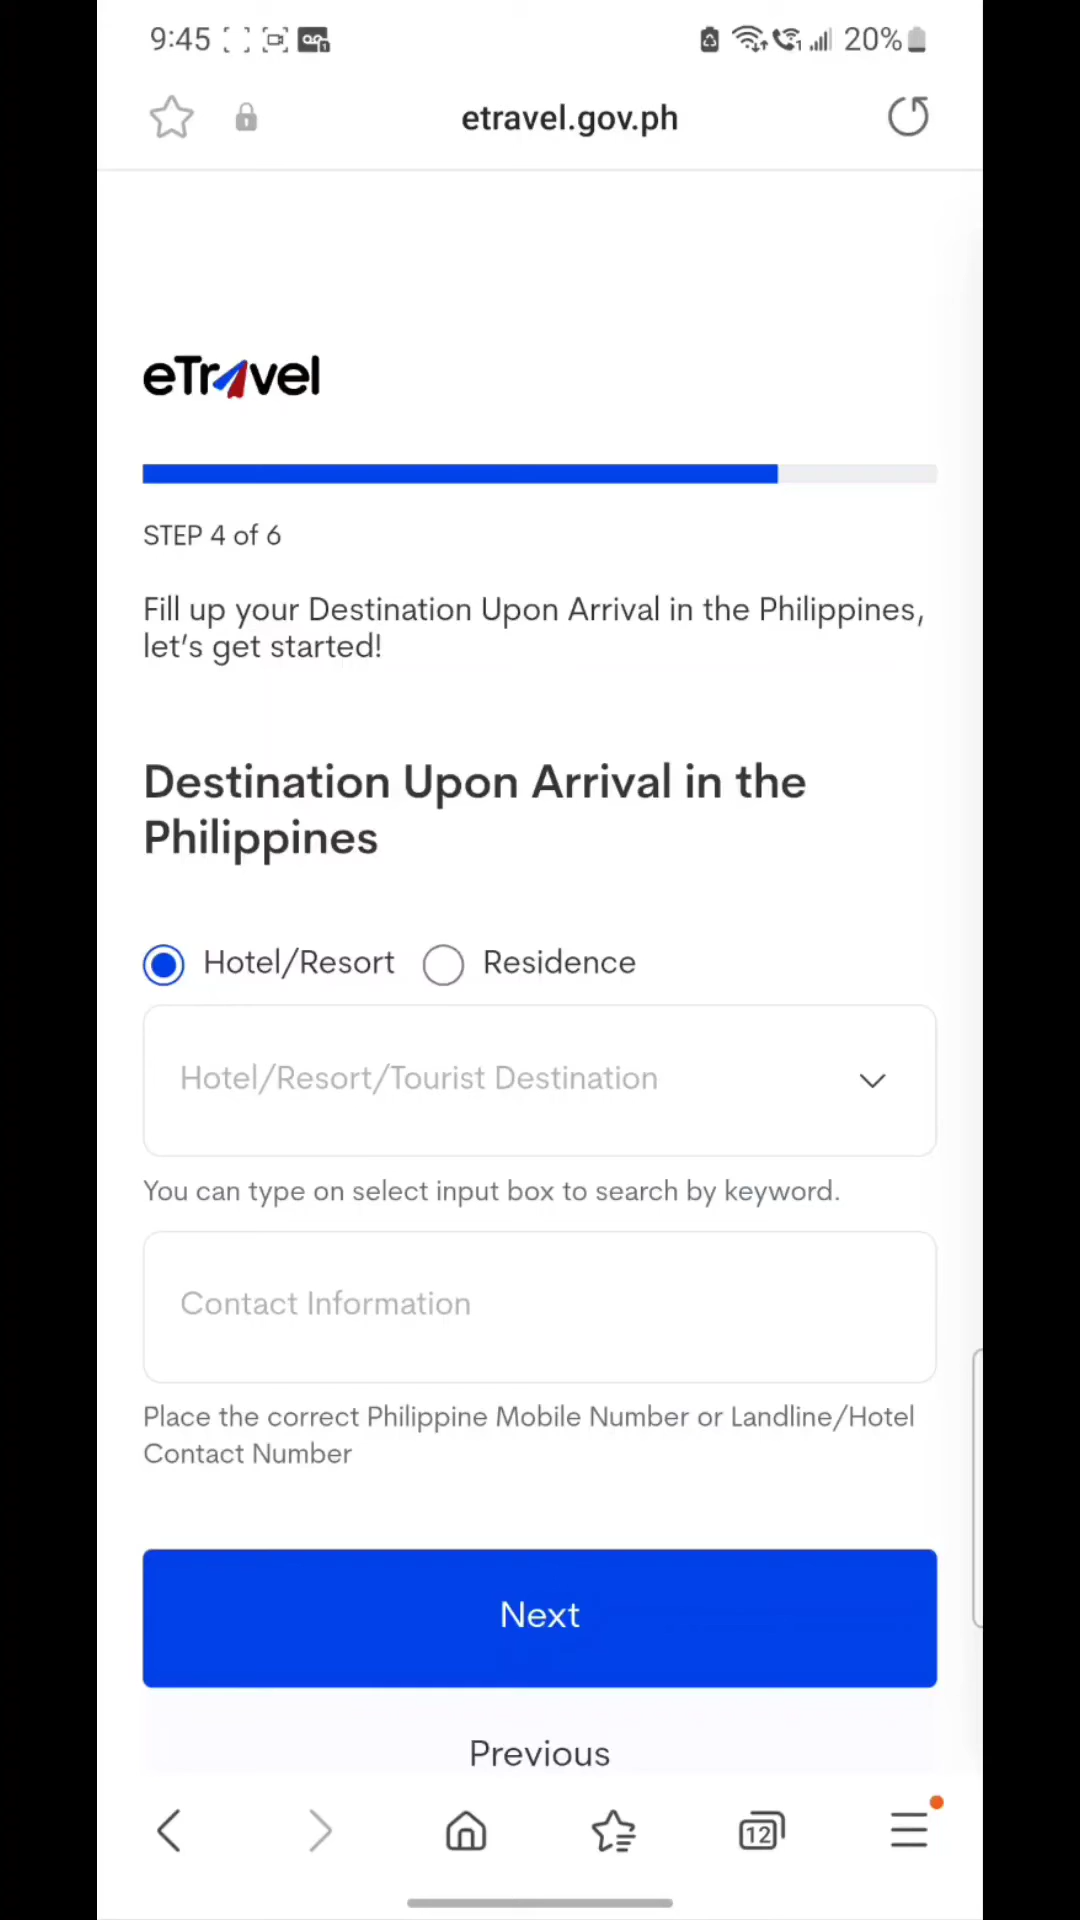 9:45
20%
etravel.gov.ph
eTravel
STEP 4 of 6
Fill up your Destination Upon Arrival in the Philippines,
let's get started!
Destination Upon Arrival in the
Philippines
Hotel/Resort Residence
Hotel/Resort/Tourist Destination
You can type on select input box to search by keyword.
Contact Information
Place the correct Philippine Mobile Number or Landline/Hotel
Contact Number
Next
Previous
12